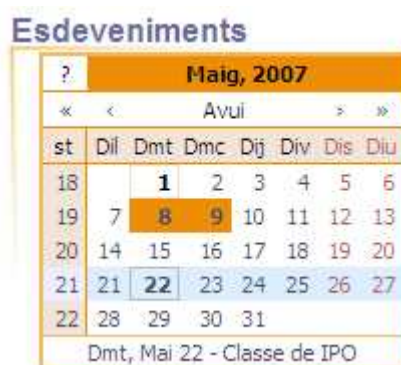 Esdeveniments
? Maig, 2007
« ‹ Avui › »
st Dil Dmt Dmc Dij Div Dis Diu
18 1 2 3 4 5 6
19 7 8 9 10 11 12 13
20 14 15 16 17 18 19 20
21 21 22 23 24 25 26 27
22 28 29 30 31
Dmt, Mai 22 - Classe de IPO